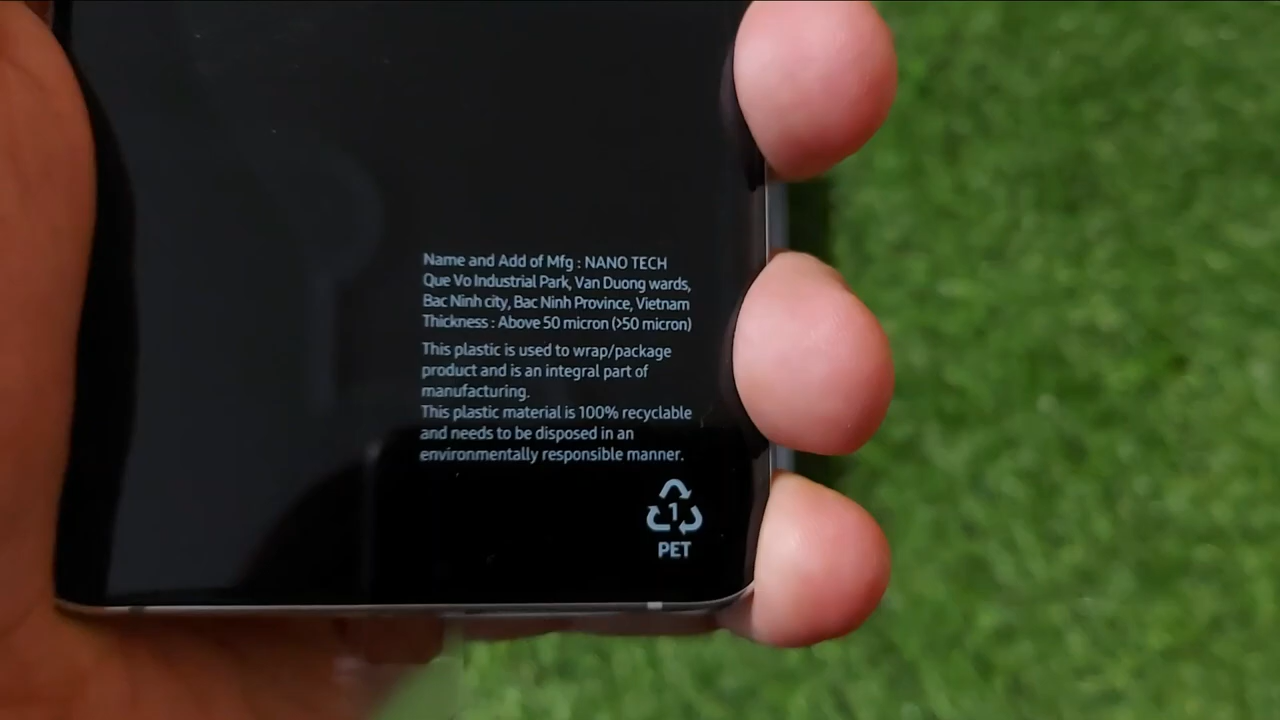 Name and Add of Mfg : NANO TECH
Que Vo Industrial Park, Van Duong wards,
Bac Ninh city, Bac Ninh Province, Vietnam
Thickness : Above 50 micron (>50 micron)
This plastic is used to wrap/package
product and is an integral part of
manufacturing.
This plastic material is 100% recyclable
and needs to be disposed in an
environmentally responsible manner.
1
PET